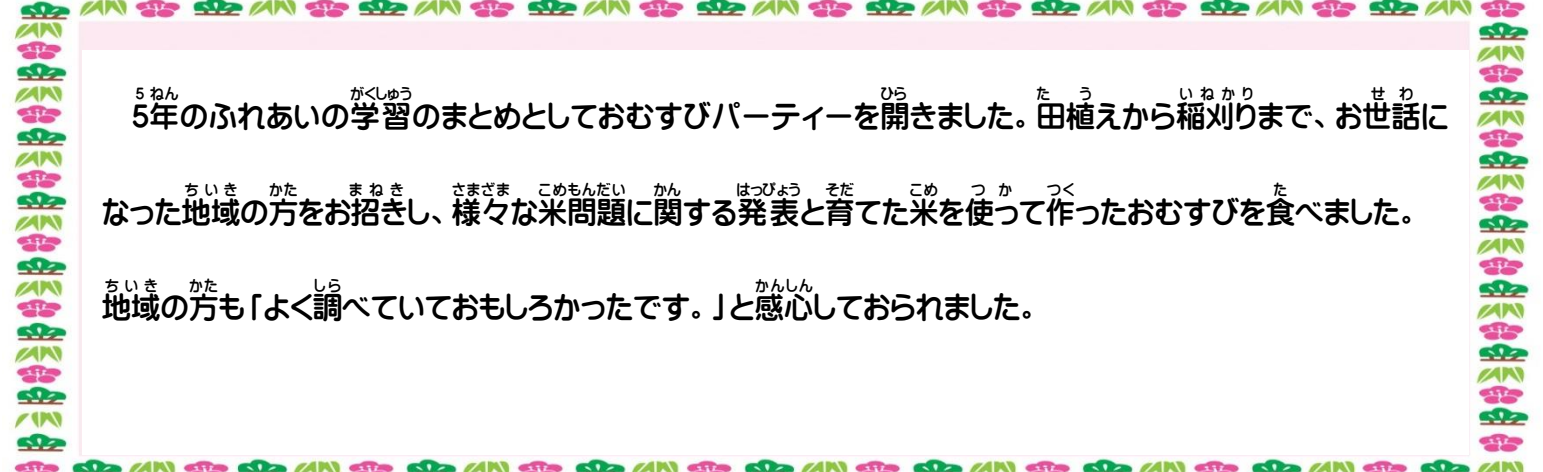 5年のふれあいの学習のまとめとしておむすびパーティーを開きました。田植えから稲刈りまで、お世話に
なった地域の方をお招きし、様々な米問題に関する発表と育てた米を使って作ったおむすびを食べました。
地域の方も「よく調べていておもしろかったです。」と感心しておられました。